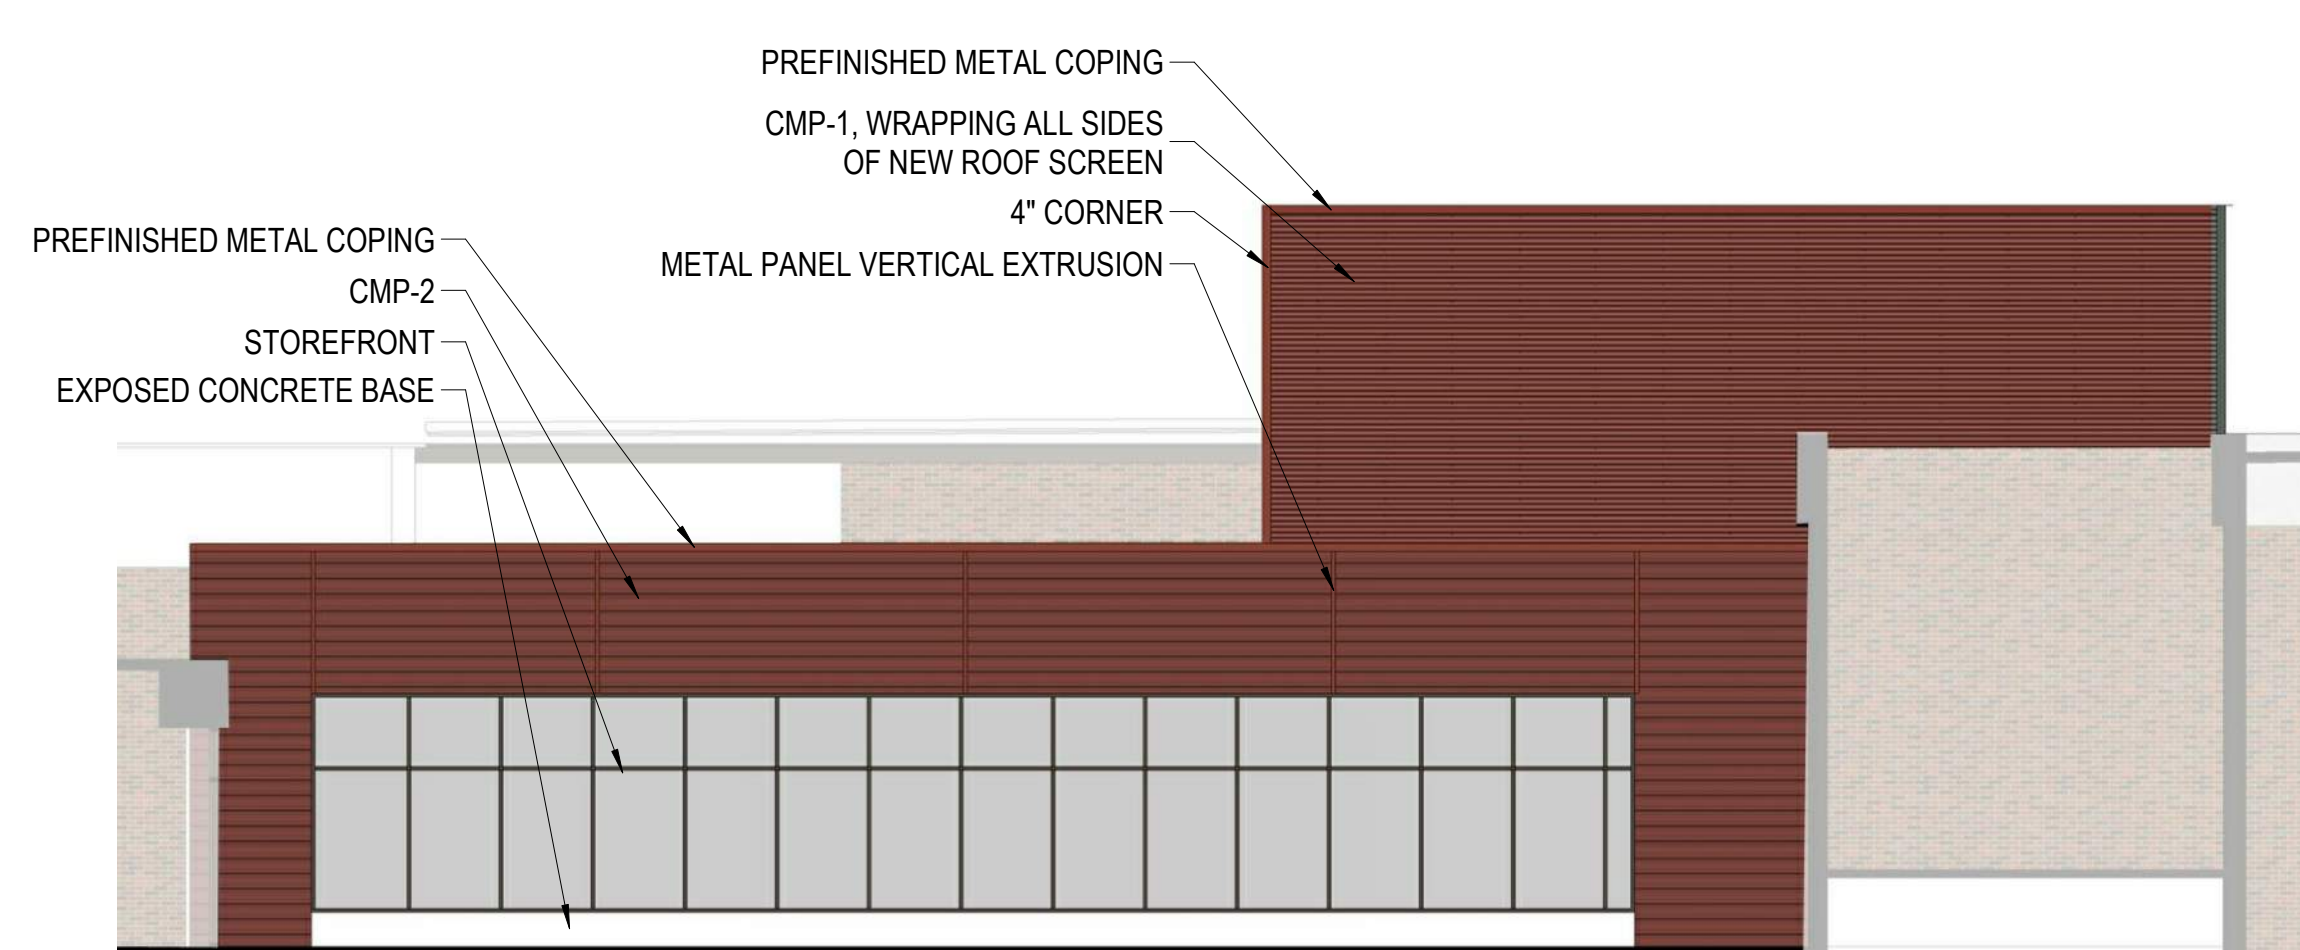 PREFINISHED METAL COPING
CMP-1, WRAPPING ALL SIDES
OF NEW ROOF SCREEN
4" CORNER
METAL PANEL VERTICAL EXTRUSION
PREFINISHED METAL COPING
CMP-2
STOREFRONT
EXPOSED CONCRETE BASE